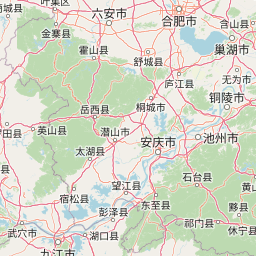 叶集区
六安市
合肥市
含山县
金寨县
霍山县
舒城县
巢湖市
庐江县
无为市
岳西县
桐城市
铜陵市
英山县
潜山市
安庆市
池州市
太湖县
望江县
石台县
宿松县
黟县
彭泽县
东至县
祁门县
休宁县
武穴市
湖口县
九江市